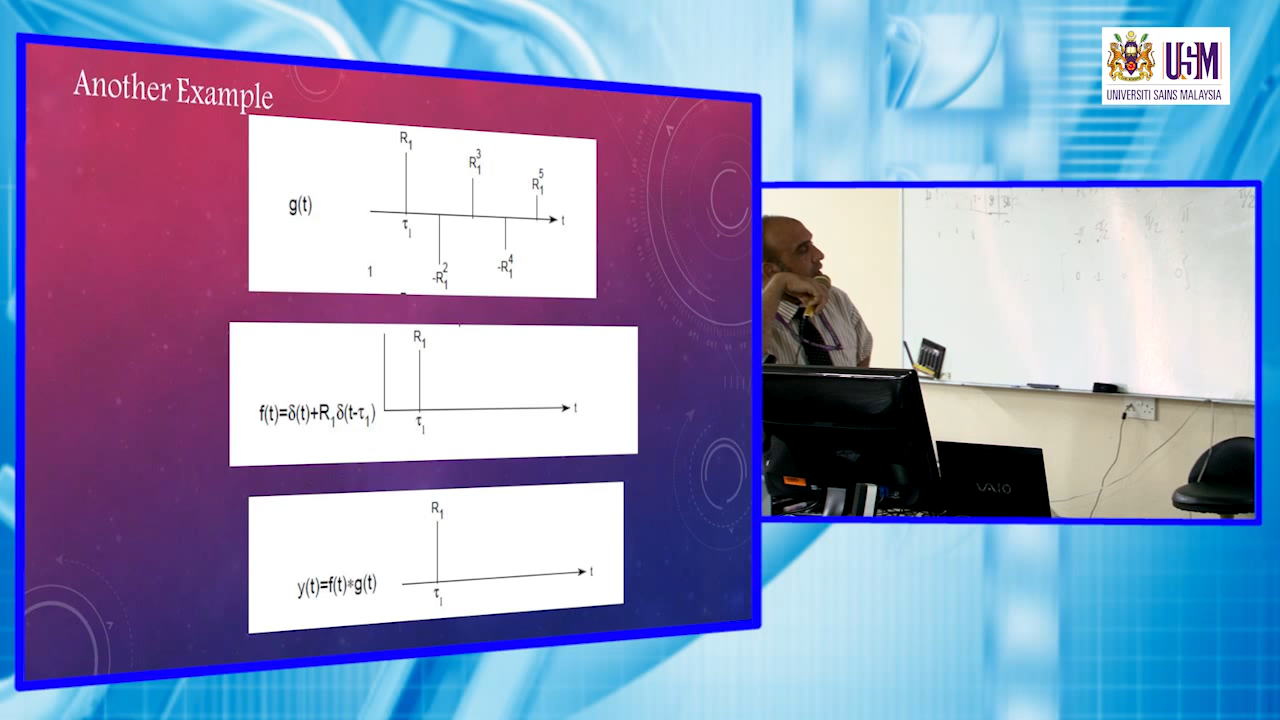 Another Example
R1
R1^3
R1^5
g(t)
τ1
t
1
-R1^2
-R1^4
R1
f(t)=δ(t)+R1δ(t-τ1)
τ1
t
R1
y(t)=f(t)*g(t)
τ1
t
USM
UNIVERSITI SAINS MALAYSIA
VAIO